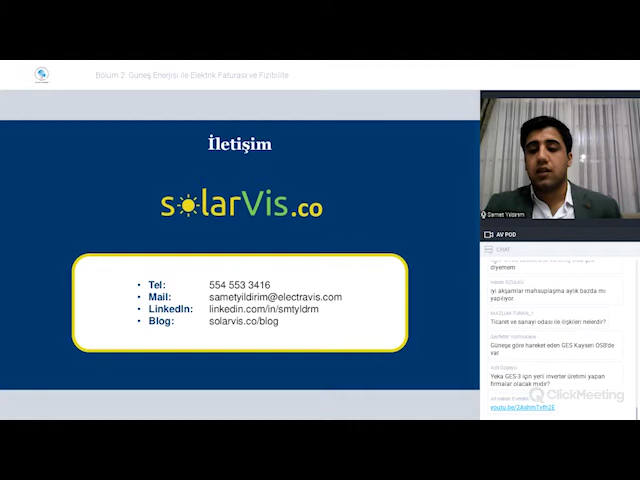 Bölüm 2: Güneş Enerjisi ile Elektrik Faturası ve Fizibilite
İletişim
solarVis.co
• Tel: 554 553 3416
• Mail: sametyildirim@electravis.com
• LinkedIn: linkedin.com/in/smtyldrm
• Blog: solarvis.co/blog
Samet Yıldırım
AV POD
CHAT
diyemem
iyi akşamlar mahsuplaşma aylık bazda mı
yapılıyor.
Ticaret ve sanayi odası ile ilişkileri nelerdir?
Güneşe göre hareket eden GES Kayseri OSB'de
var
Yeka GES-3 için yerli inverter üretimi yapan
firmalar olacak mıdır?
ClickMeeting
youtu.be/2AshmTvfh2E